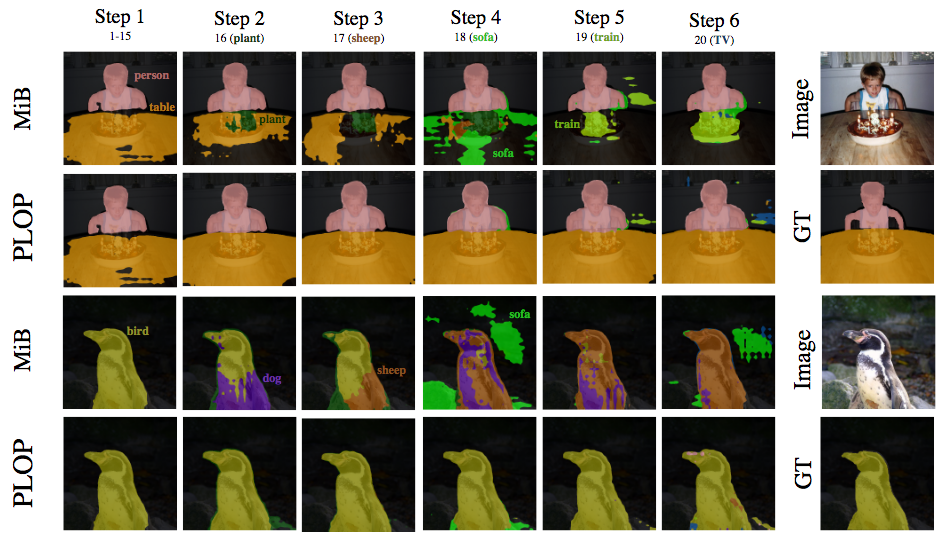 Step 1
1-15
Step 2
16 (plant)
Step 3
17 (sheep)
Step 4
18 (sofa)
Step 5
19 (train)
Step 6
20 (TV)
MiB
person
table
plant
sofa
train
Image
PLOP
GT
MiB
bird
dog
sheep
sofa
Image
PLOP
GT